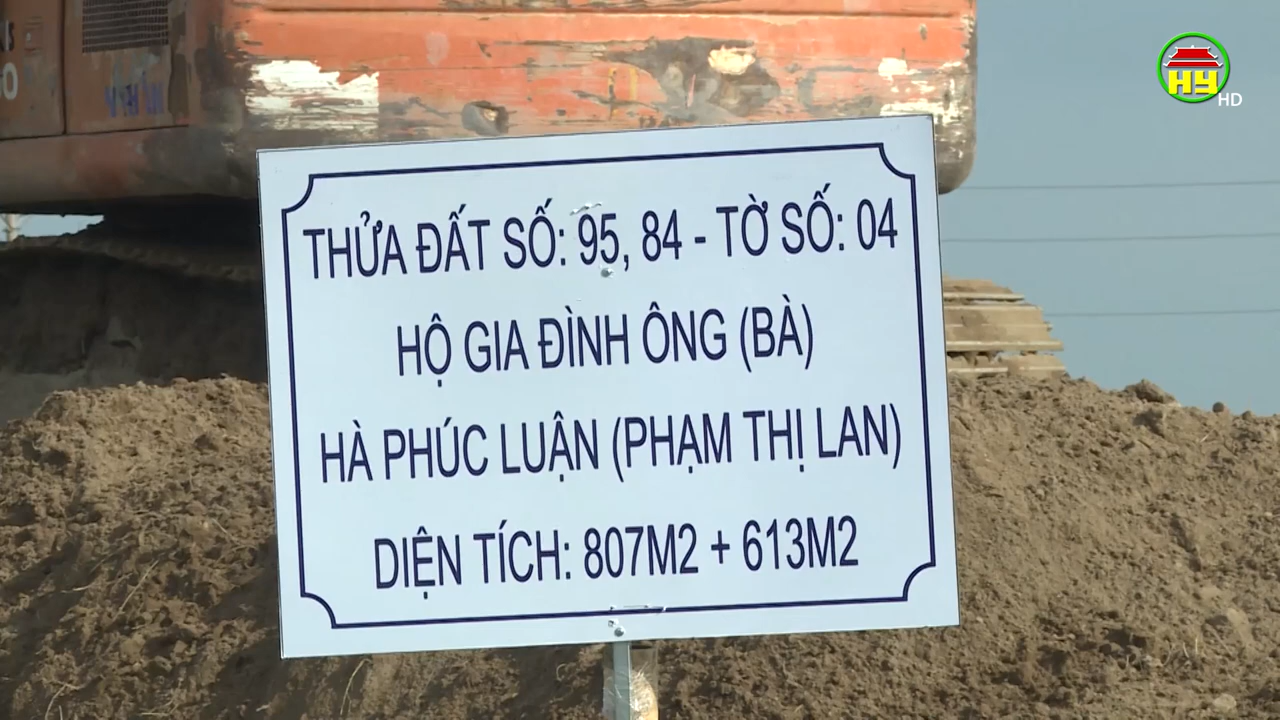 HY
HD
THỬA ĐẤT SỐ: 95, 84 - TỜ SỐ: 04
HỘ GIA ĐÌNH ÔNG (BÀ)
HÀ PHÚC LUẬN (PHẠM THỊ LAN)
DIỆN TÍCH: 807M2 + 613M2